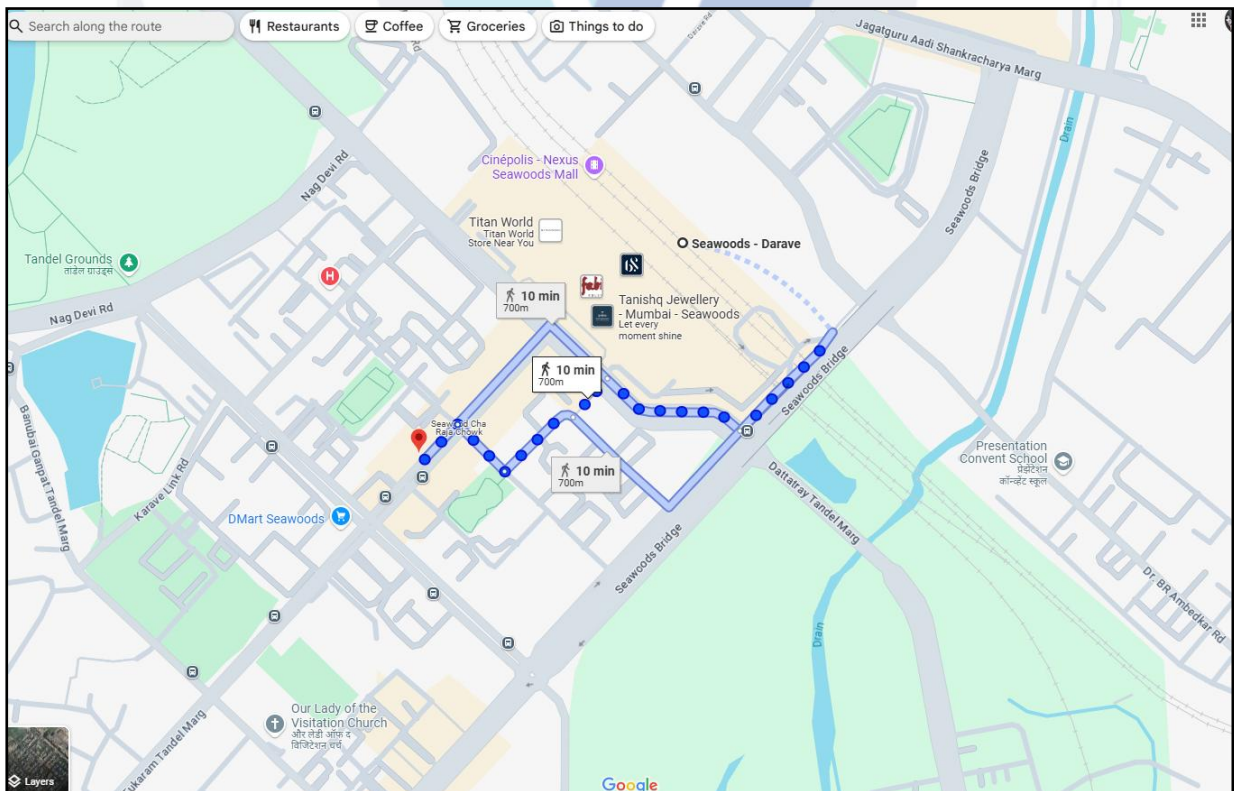 Search along the route
Restaurants
Coffee
Groceries
Things to do
Jagatguru Aadi Shankracharya Marg
Drain
Nag Devi Rd
Cinépolis - Nexus
Seawoods Mall
Seawoods Bridge
Titan World
Titan World
Store Near You
Seawoods - Darave
Tandel Grounds
H
Nag Devi Rd
10 min
700m
Tanishq Jewellery
- Mumbai - Seawoods
Let every
moment shine
10 min
700m
Seawoods Bridge
Seawood Cha
Raja Chowk
10 min
700m
Presentation
Convent School
प्रेझेंटेशन
कॉन्व्हेंट स्कूल
Banubai Ganpat Tandel Marg
Karave Link Rd
DMart Seawoods
Dattatray Tandel Marg
Seawoods Bridge
Dr. BR Ambedkar Rd
Drain
Our Lady of the
Visitation Church
Layers
Google